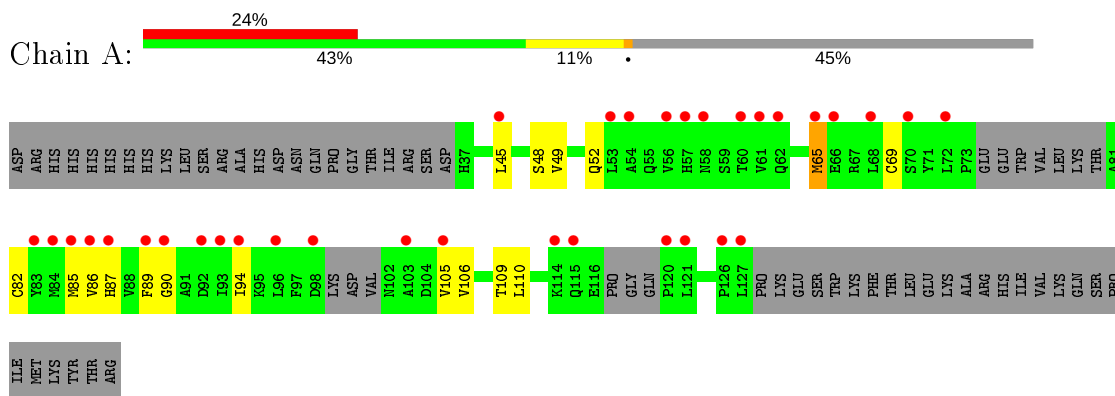 24%
Chain A:
43% 11% • 45%
ASP ARG HIS HIS HIS HIS HIS HIS LYS LEU SER ARG ALA HIS ASP ASN GLN PRO GLY THR ILE ARG SER ASP H37 L45 S48 V49 Q52 L53 A54 Q55 V56 H57 N58 S59 T60 V61 Q62 M65 E66 R67 L68 C69 S70 Y71 L72 P73 GLU GLU TRP VAL LEU LYS THR A81
C82 Y83 M84 M85 V86 H87 V88 F89 G90 A91 D92 I93 I94 K95 L96 F97 D98 LYS ASP VAL N102 A103 D104 V105 V106 T109 L110 K114 Q115 E116 PRO GLY GLN P120 L121 P126 L127 PRO LYS GLU SER TRP LYS PHE THR LEU GLU LYS ALA ARG HIS ILE VAL LYS GLN SER PRO
ILE MET LYS TYR THR ARG